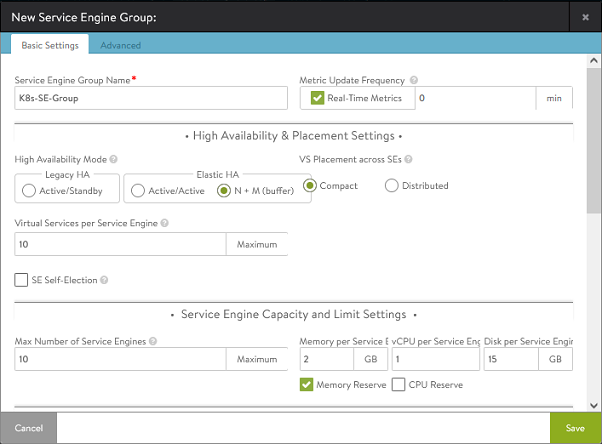 New Service Engine Group:
Basic Settings Advanced
Service Engine Group Name* Metric Update Frequency ?
K8s-SE-Group Real-Time Metrics 0 min
• High Availability & Placement Settings •
High Availability Mode ? VS Placement across SEs ?
Legacy HA Elastic HA
Active/Standby Active/Active N + M (buffer) Compact Distributed
Virtual Services per Service Engine ?
10 Maximum
SE Self-Election ?
• Service Engine Capacity and Limit Settings •
Max Number of Service Engines ? Memory per Service E vCPU per Service Eng Disk per Service Engin
10 Maximum 2 GB 1 15 GB
Memory Reserve CPU Reserve
Cancel Save